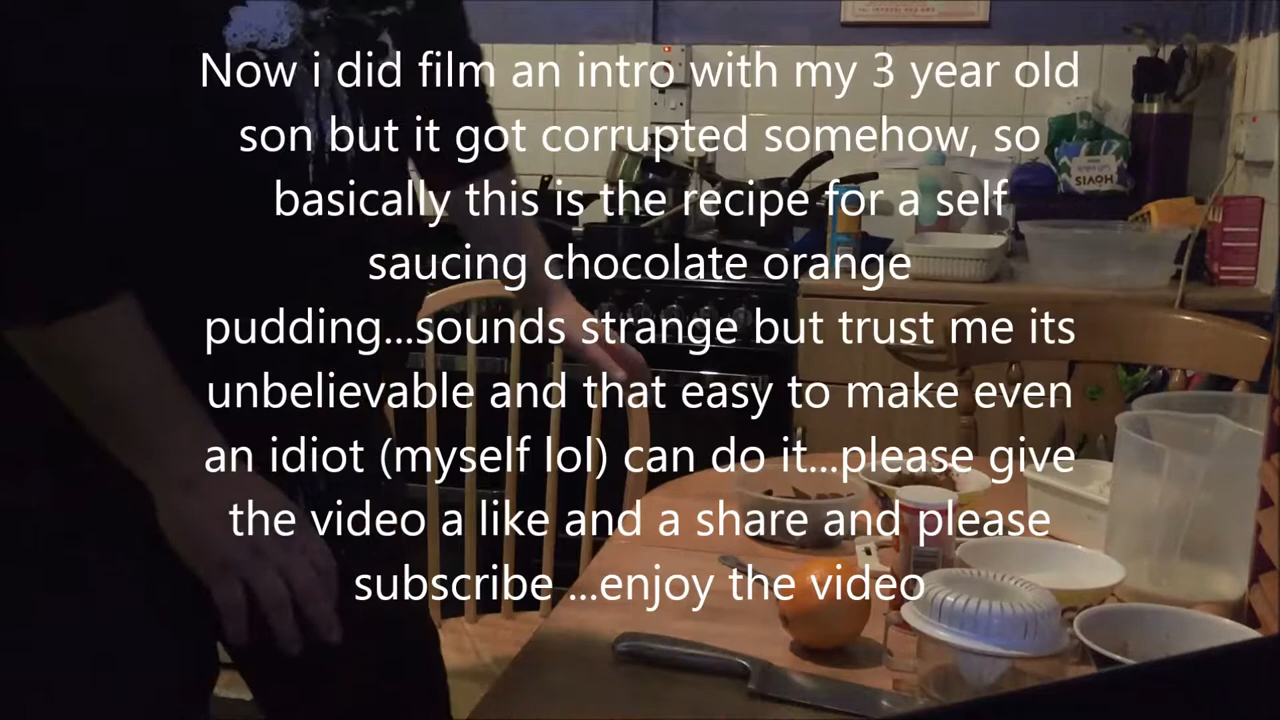 Now i did film an intro with my 3 year old
son but it got corrupted somehow, so
basically this is the recipe for a self
saucing chocolate orange
pudding...sounds strange but trust me its
unbelievable and that easy to make even
an idiot (myself lol) can do it...please give
the video a like and a share and please
subscribe ...enjoy the video
HOVIS